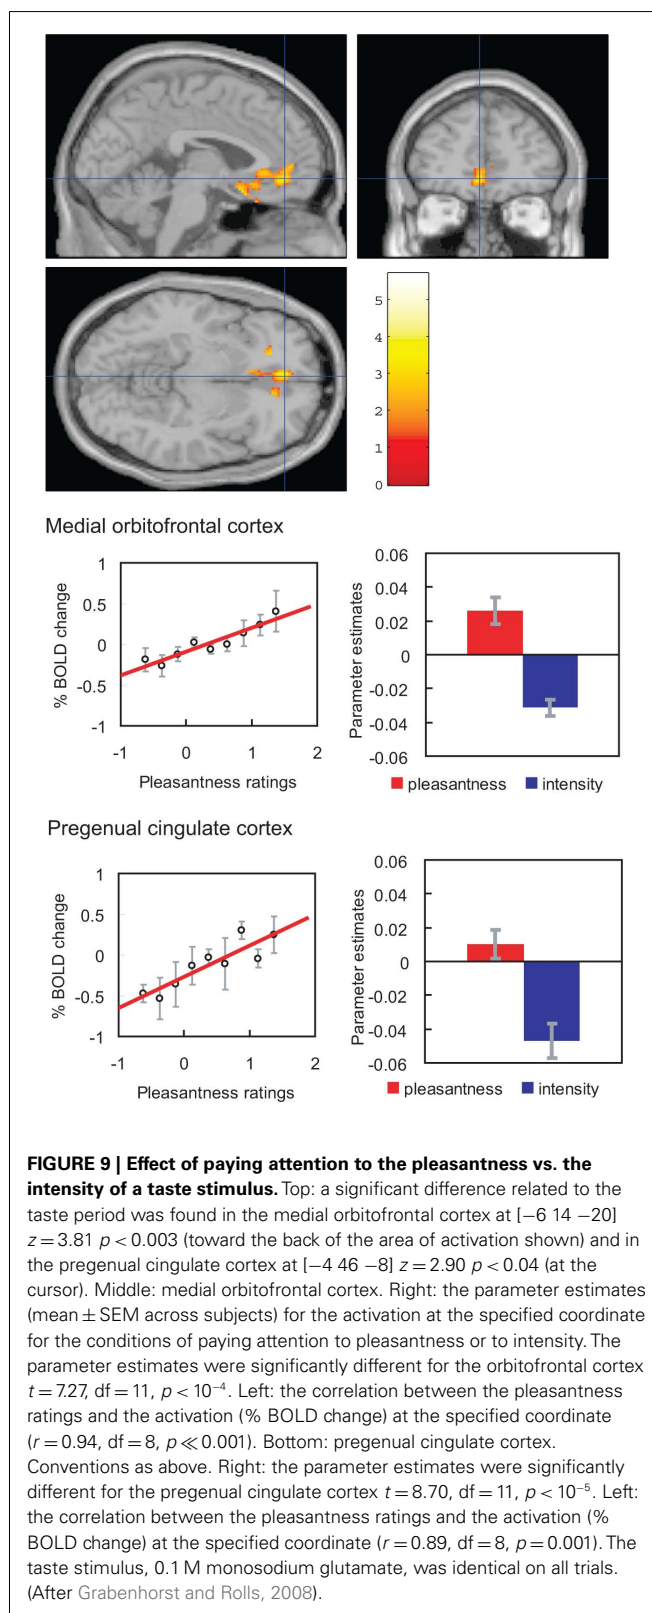 5
4
3
2
1
0
Medial orbitofrontal cortex
1
0.5
0
-0.5
-1
% BOLD change
-1 0 1 2
Pleasantness ratings
0.06
0.04
0.02
0
-0.02
-0.04
-0.06
Parameter estimates
pleasantness intensity
Pregenual cingulate cortex
1
0.5
0
-0.5
-1
% BOLD change
-1 0 1 2
Pleasantness ratings
0.06
0.04
0.02
0
-0.02
-0.04
-0.06
Parameter estimates
pleasantness intensity
FIGURE 9 | Effect of paying attention to the pleasantness vs. the
intensity of a taste stimulus. Top: a significant difference related to the
taste period was found in the medial orbitofrontal cortex at [−6 14 −20]
z = 3.81 p < 0.003 (toward the back of the area of activation shown) and in
the pregenual cingulate cortex at [−4 46 −8] z = 2.90 p < 0.04 (at the
cursor). Middle: medial orbitofrontal cortex. Right: the parameter estimates
(mean ± SEM across subjects) for the activation at the specified coordinate
for the conditions of paying attention to pleasantness or to intensity. The
parameter estimates were significantly different for the orbitofrontal cortex
t = 7.27, df = 11, p < 10⁻⁴. Left: the correlation between the pleasantness
ratings and the activation (% BOLD change) at the specified coordinate
(r = 0.94, df = 8, p ≪ 0.001). Bottom: pregenual cingulate cortex.
Conventions as above. Right: the parameter estimates were significantly
different for the pregenual cingulate cortex t = 8.70, df = 11, p < 10⁻⁵. Left:
the correlation between the pleasantness ratings and the activation (%
BOLD change) at the specified coordinate (r = 0.89, df = 8, p = 0.001). The
taste stimulus, 0.1 M monosodium glutamate, was identical on all trials.
(After Grabenhorst and Rolls, 2008).